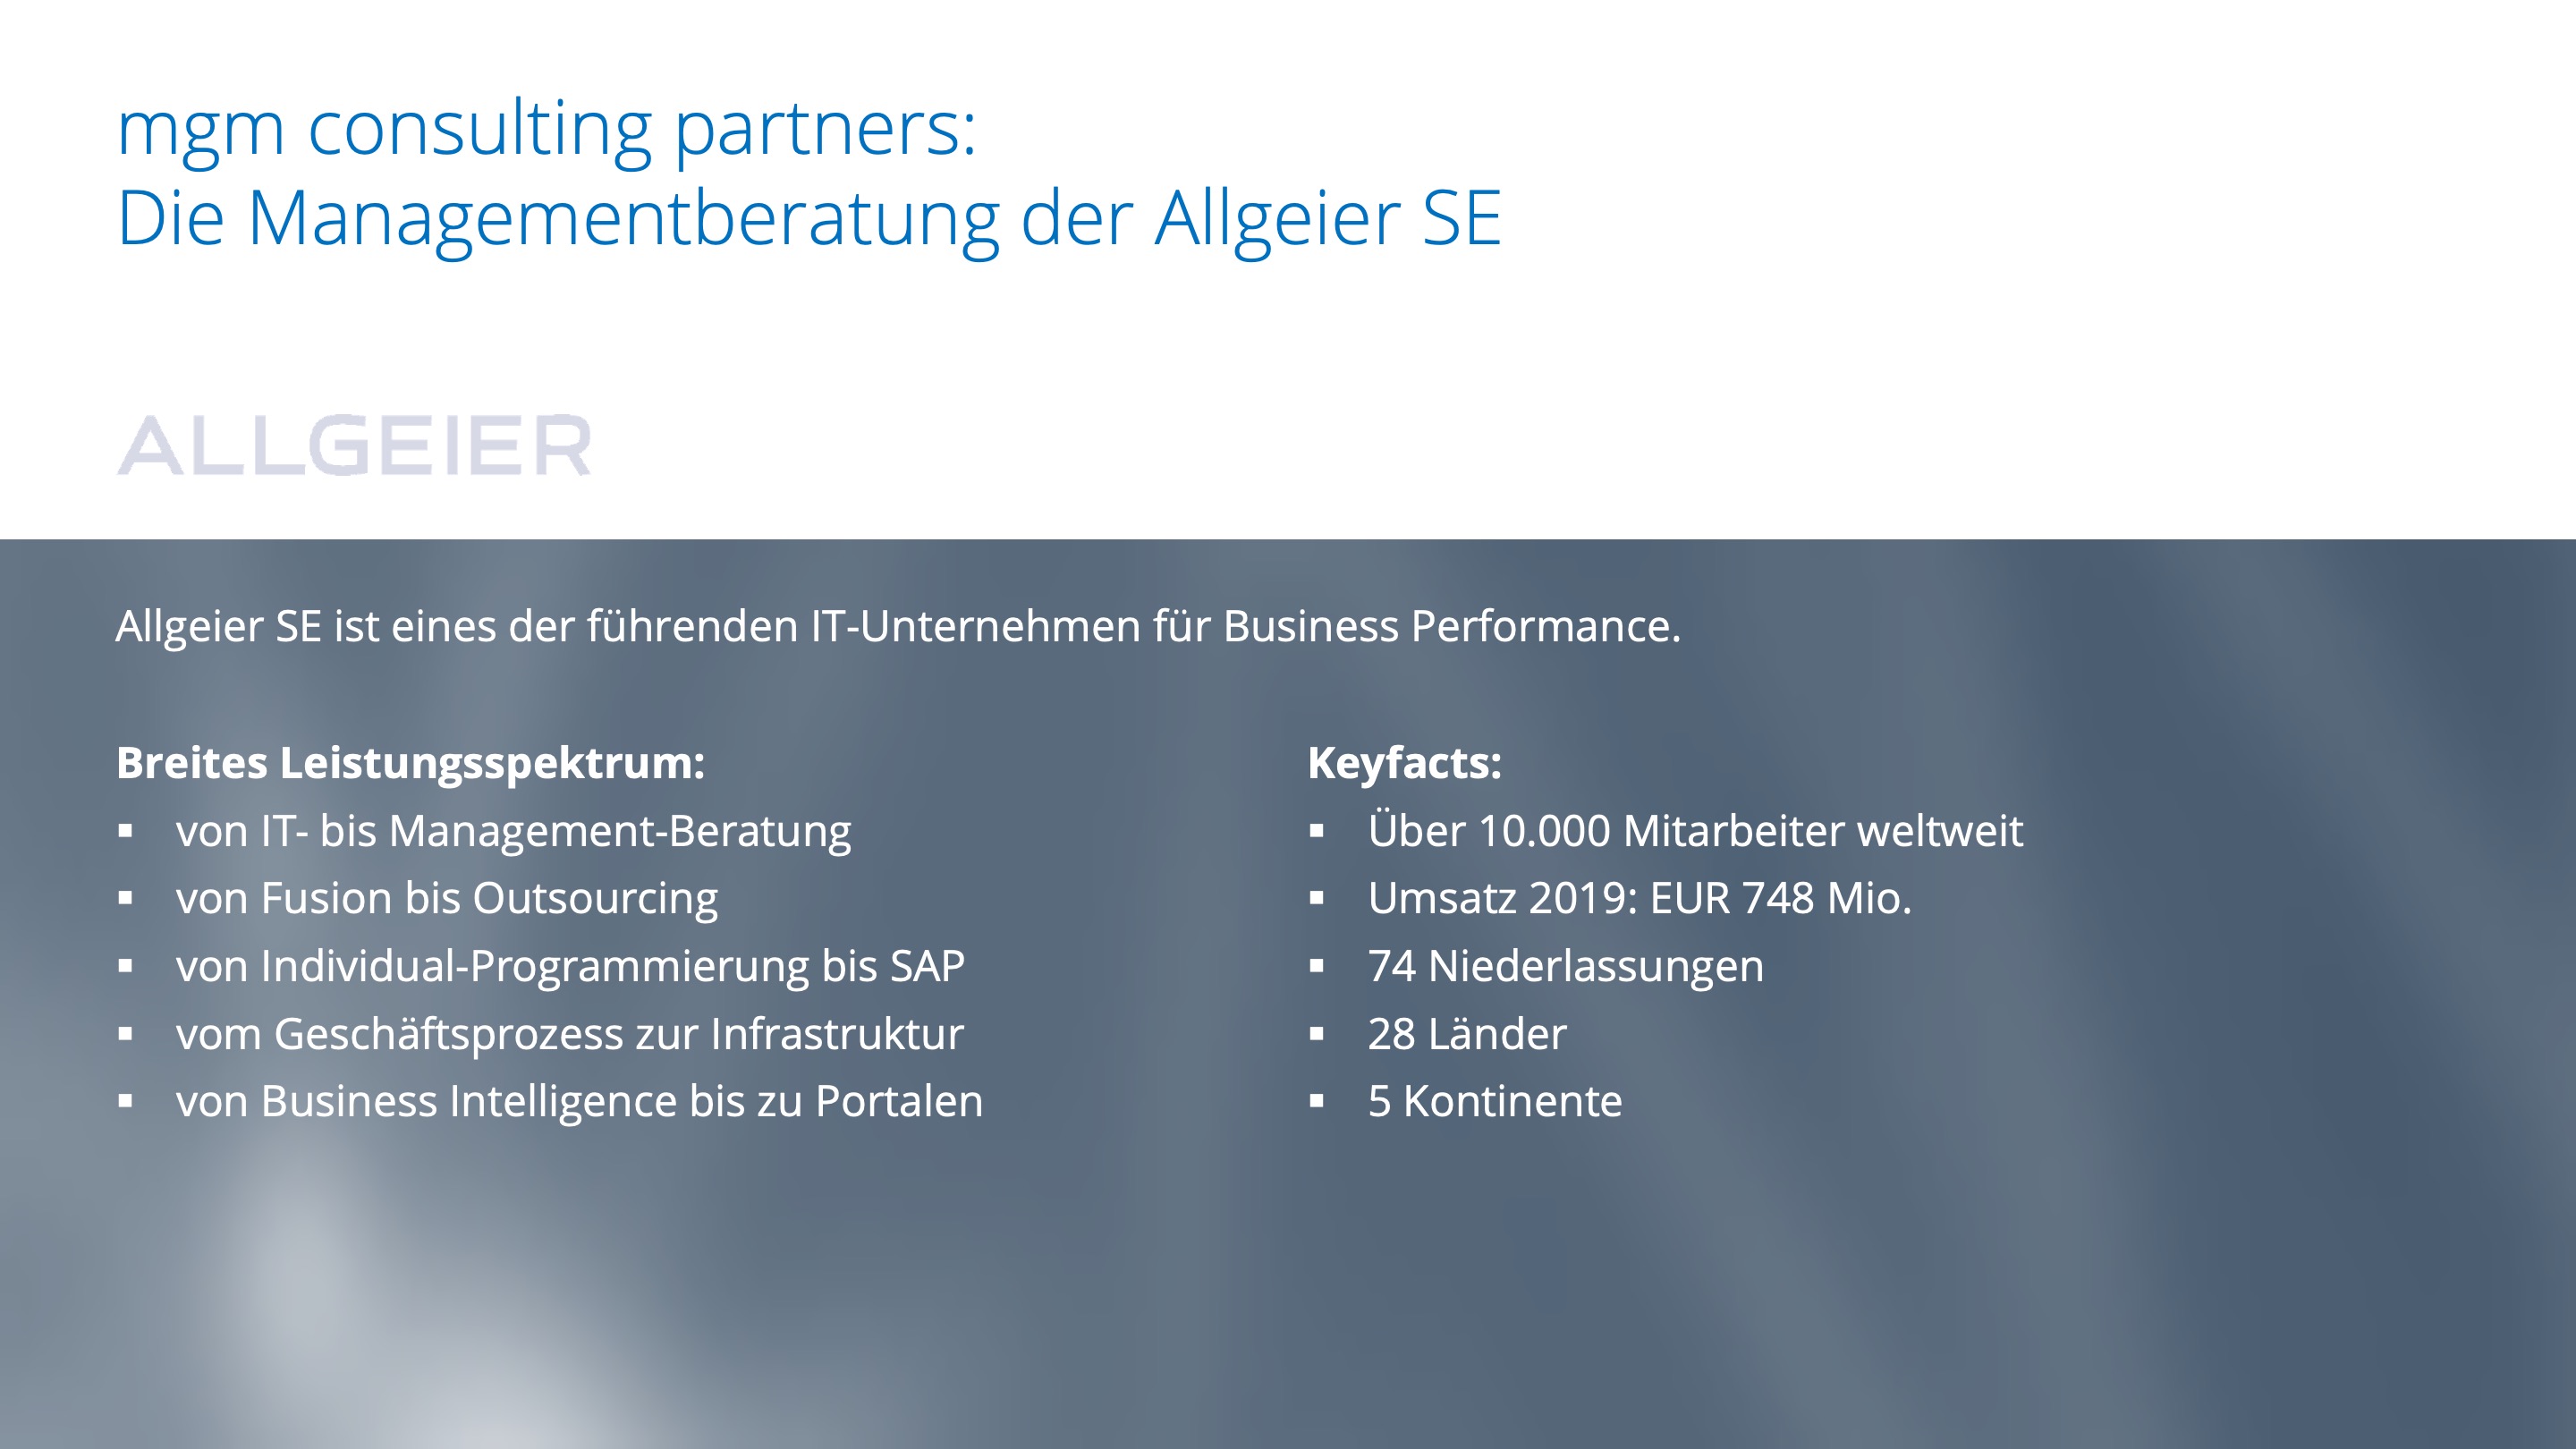 mgm consulting partners:
Die Managementberatung der Allgeier SE
ALLGEIER
Allgeier SE ist eines der führenden IT-Unternehmen für Business Performance.
Breites Leistungsspektrum:
▪ von IT- bis Management-Beratung
▪ von Fusion bis Outsourcing
▪ von Individual-Programmierung bis SAP
▪ vom Geschäftsprozess zur Infrastruktur
▪ von Business Intelligence bis zu Portalen
Keyfacts:
▪ Über 10.000 Mitarbeiter weltweit
▪ Umsatz 2019: EUR 748 Mio.
▪ 74 Niederlassungen
▪ 28 Länder
▪ 5 Kontinente